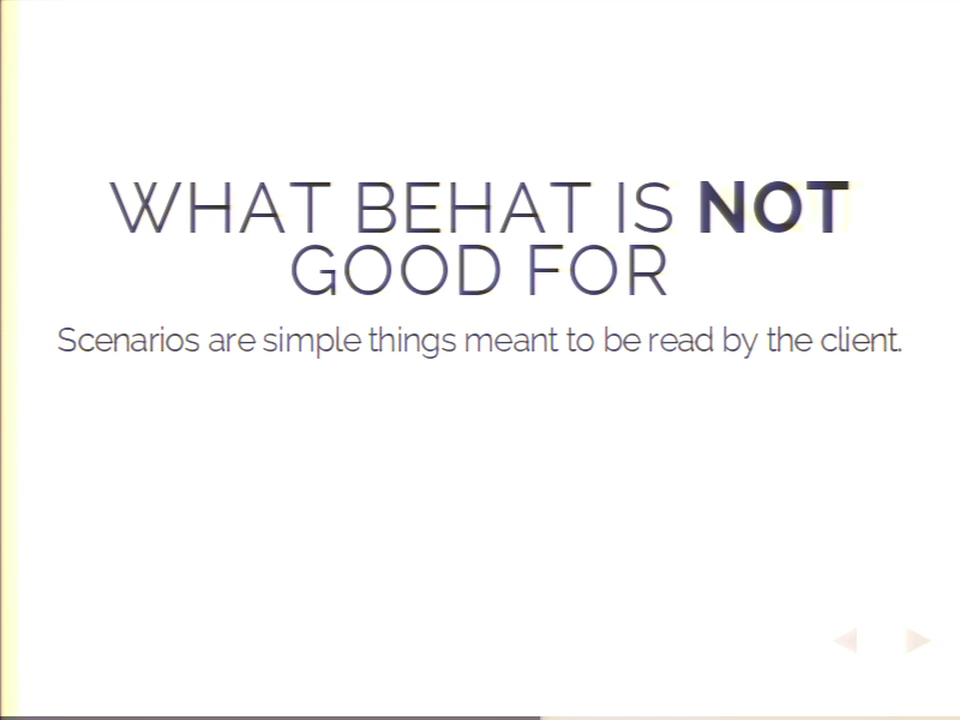 WHAT BEHAT IS NOT
GOOD FOR
Scenarios are simple things meant to be read by the client.